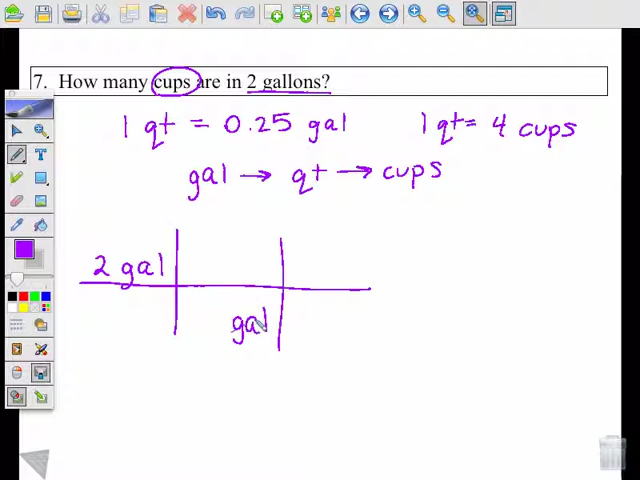 7. How many cups are in 2 gallons?
1 qt = 0.25 gal 1 qt = 4 cups
gal → qt → cups
2 gal
gal